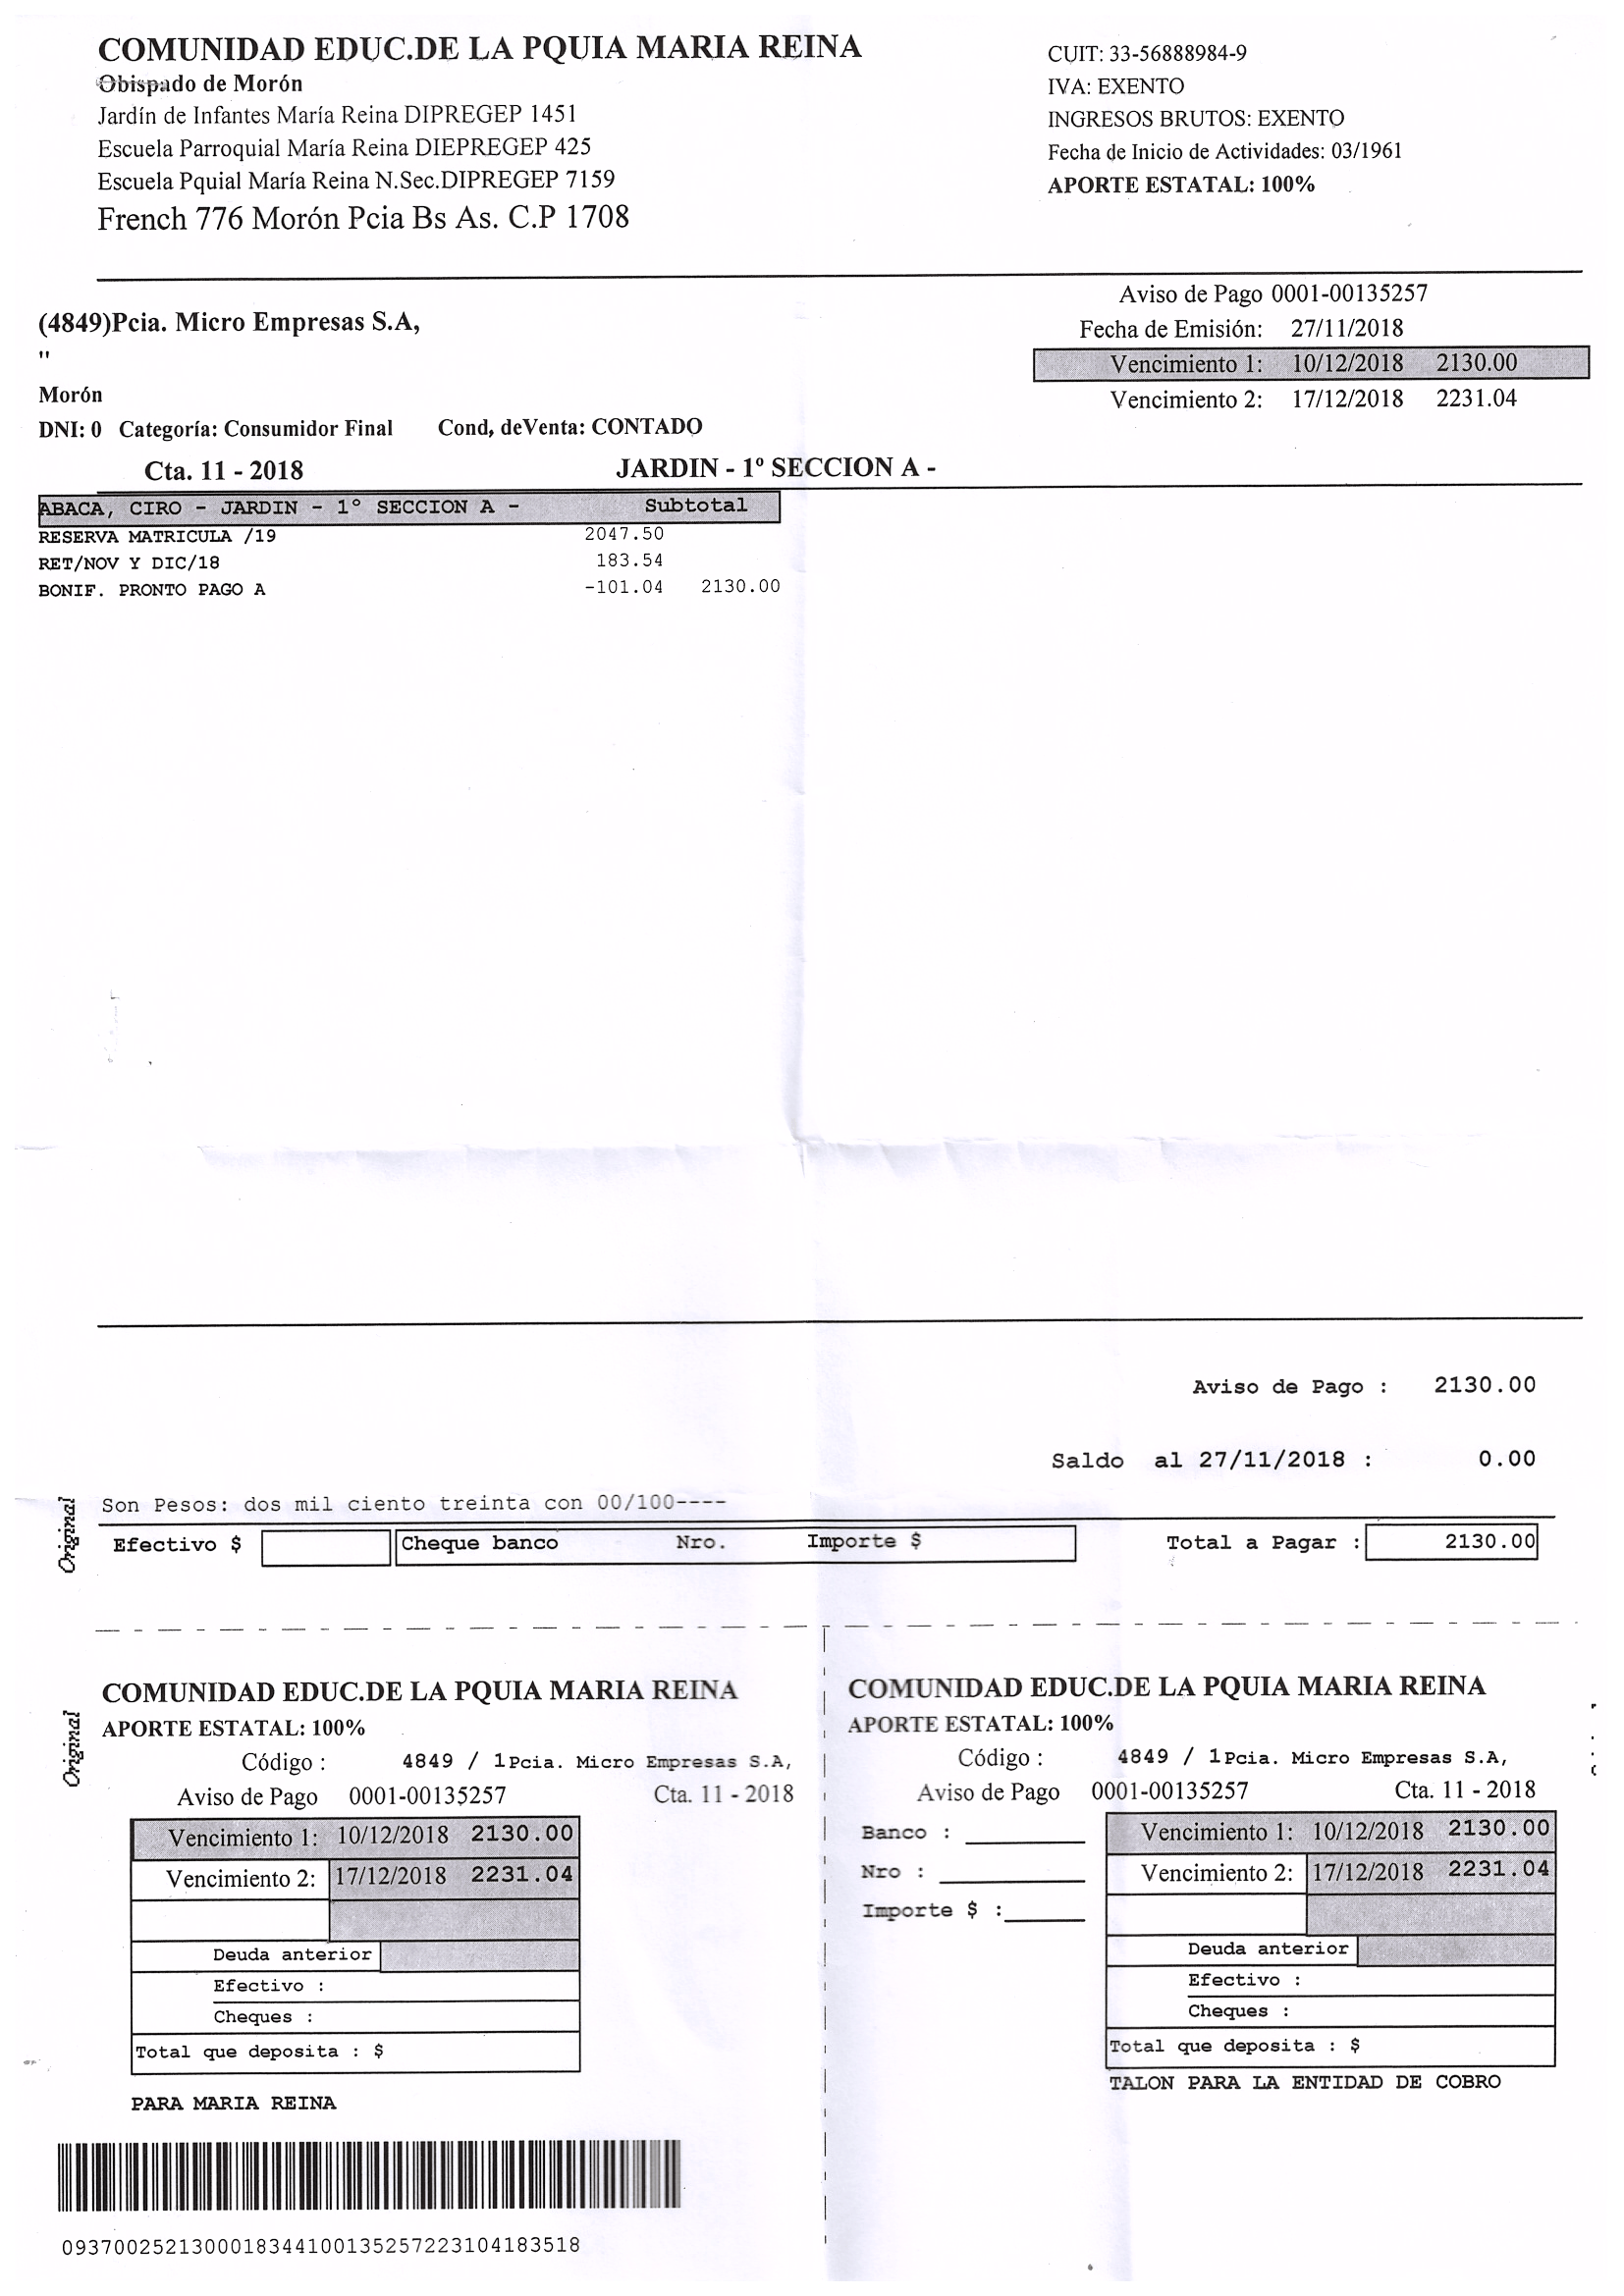 COMUNIDAD EDUC.DE LA PQUIA MARIA REINA
Obispado de Morón
Jardín de Infantes María Reina DIPREGEP 1451
Escuela Parroquial María Reina DIEPREGEP 425
Escuela Pquial María Reina N.Sec.DIPREGEP 7159
French 776 Morón Pcia Bs As. C.P 1708
CUIT: 33-56888984-9
IVA: EXENTO
INGRESOS BRUTOS: EXENTO
Fecha de Inicio de Actividades: 03/1961
APORTE ESTATAL: 100%
Aviso de Pago 0001-00135257
Fecha de Emisión: 27/11/2018
Vencimiento 1: 10/12/2018 2130.00
Vencimiento 2: 17/12/2018 2231.04
(4849)Pcia. Micro Empresas S.A,
"
Morón
DNI: 0 Categoría: Consumidor Final Cond, deVenta: CONTADO
Cta. 11 - 2018 JARDIN - 1º SECCION A -
ABACA, CIRO - JARDIN - 1º SECCION A - Subtotal
RESERVA MATRICULA /19 2047.50
RET/NOV Y DIC/18 183.54
BONIF. PRONTO PAGO A -101.04 2130.00
Aviso de Pago : 2130.00
Saldo al 27/11/2018 : 0.00
Original
Son Pesos: dos mil ciento treinta con 00/100----
Efectivo $ Cheque banco Nro. Importe $ Total a Pagar : 2130.00
Original
COMUNIDAD EDUC.DE LA PQUIA MARIA REINA
APORTE ESTATAL: 100%
Código : 4849 / 1 Pcia. Micro Empresas S.A,
Aviso de Pago 0001-00135257 Cta. 11 - 2018
Vencimiento 1: 10/12/2018 2130.00
Vencimiento 2: 17/12/2018 2231.04
Deuda anterior
Efectivo :
Cheques :
Total que deposita : $
PARA MARIA REINA
093700252130001834410013525722310418 3518
COMUNIDAD EDUC.DE LA PQUIA MARIA REINA
APORTE ESTATAL: 100%
Código : 4849 / 1 Pcia. Micro Empresas S.A,
Aviso de Pago 0001-00135257 Cta. 11 - 2018
Banco :
Nro :
Importe $ :
Vencimiento 1: 10/12/2018 2130.00
Vencimiento 2: 17/12/2018 2231.04
Deuda anterior
Efectivo :
Cheques :
Total que deposita : $
TALON PARA LA ENTIDAD DE COBRO